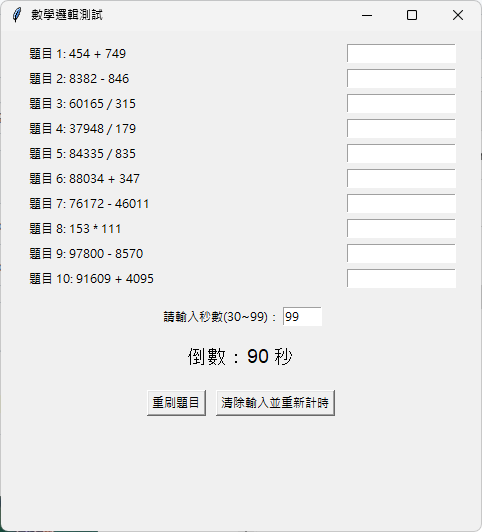 數學邏輯測試
題目 1: 454 + 749
題目 2: 8382 - 846
題目 3: 60165 / 315
題目 4: 37948 / 179
題目 5: 84335 / 835
題目 6: 88034 + 347
題目 7: 76172 - 46011
題目 8: 153 * 111
題目 9: 97800 - 8570
題目 10: 91609 + 4095
請輸入秒數(30~99)： 99
倒數：90 秒
重刷題目 清除輸入並重新計時